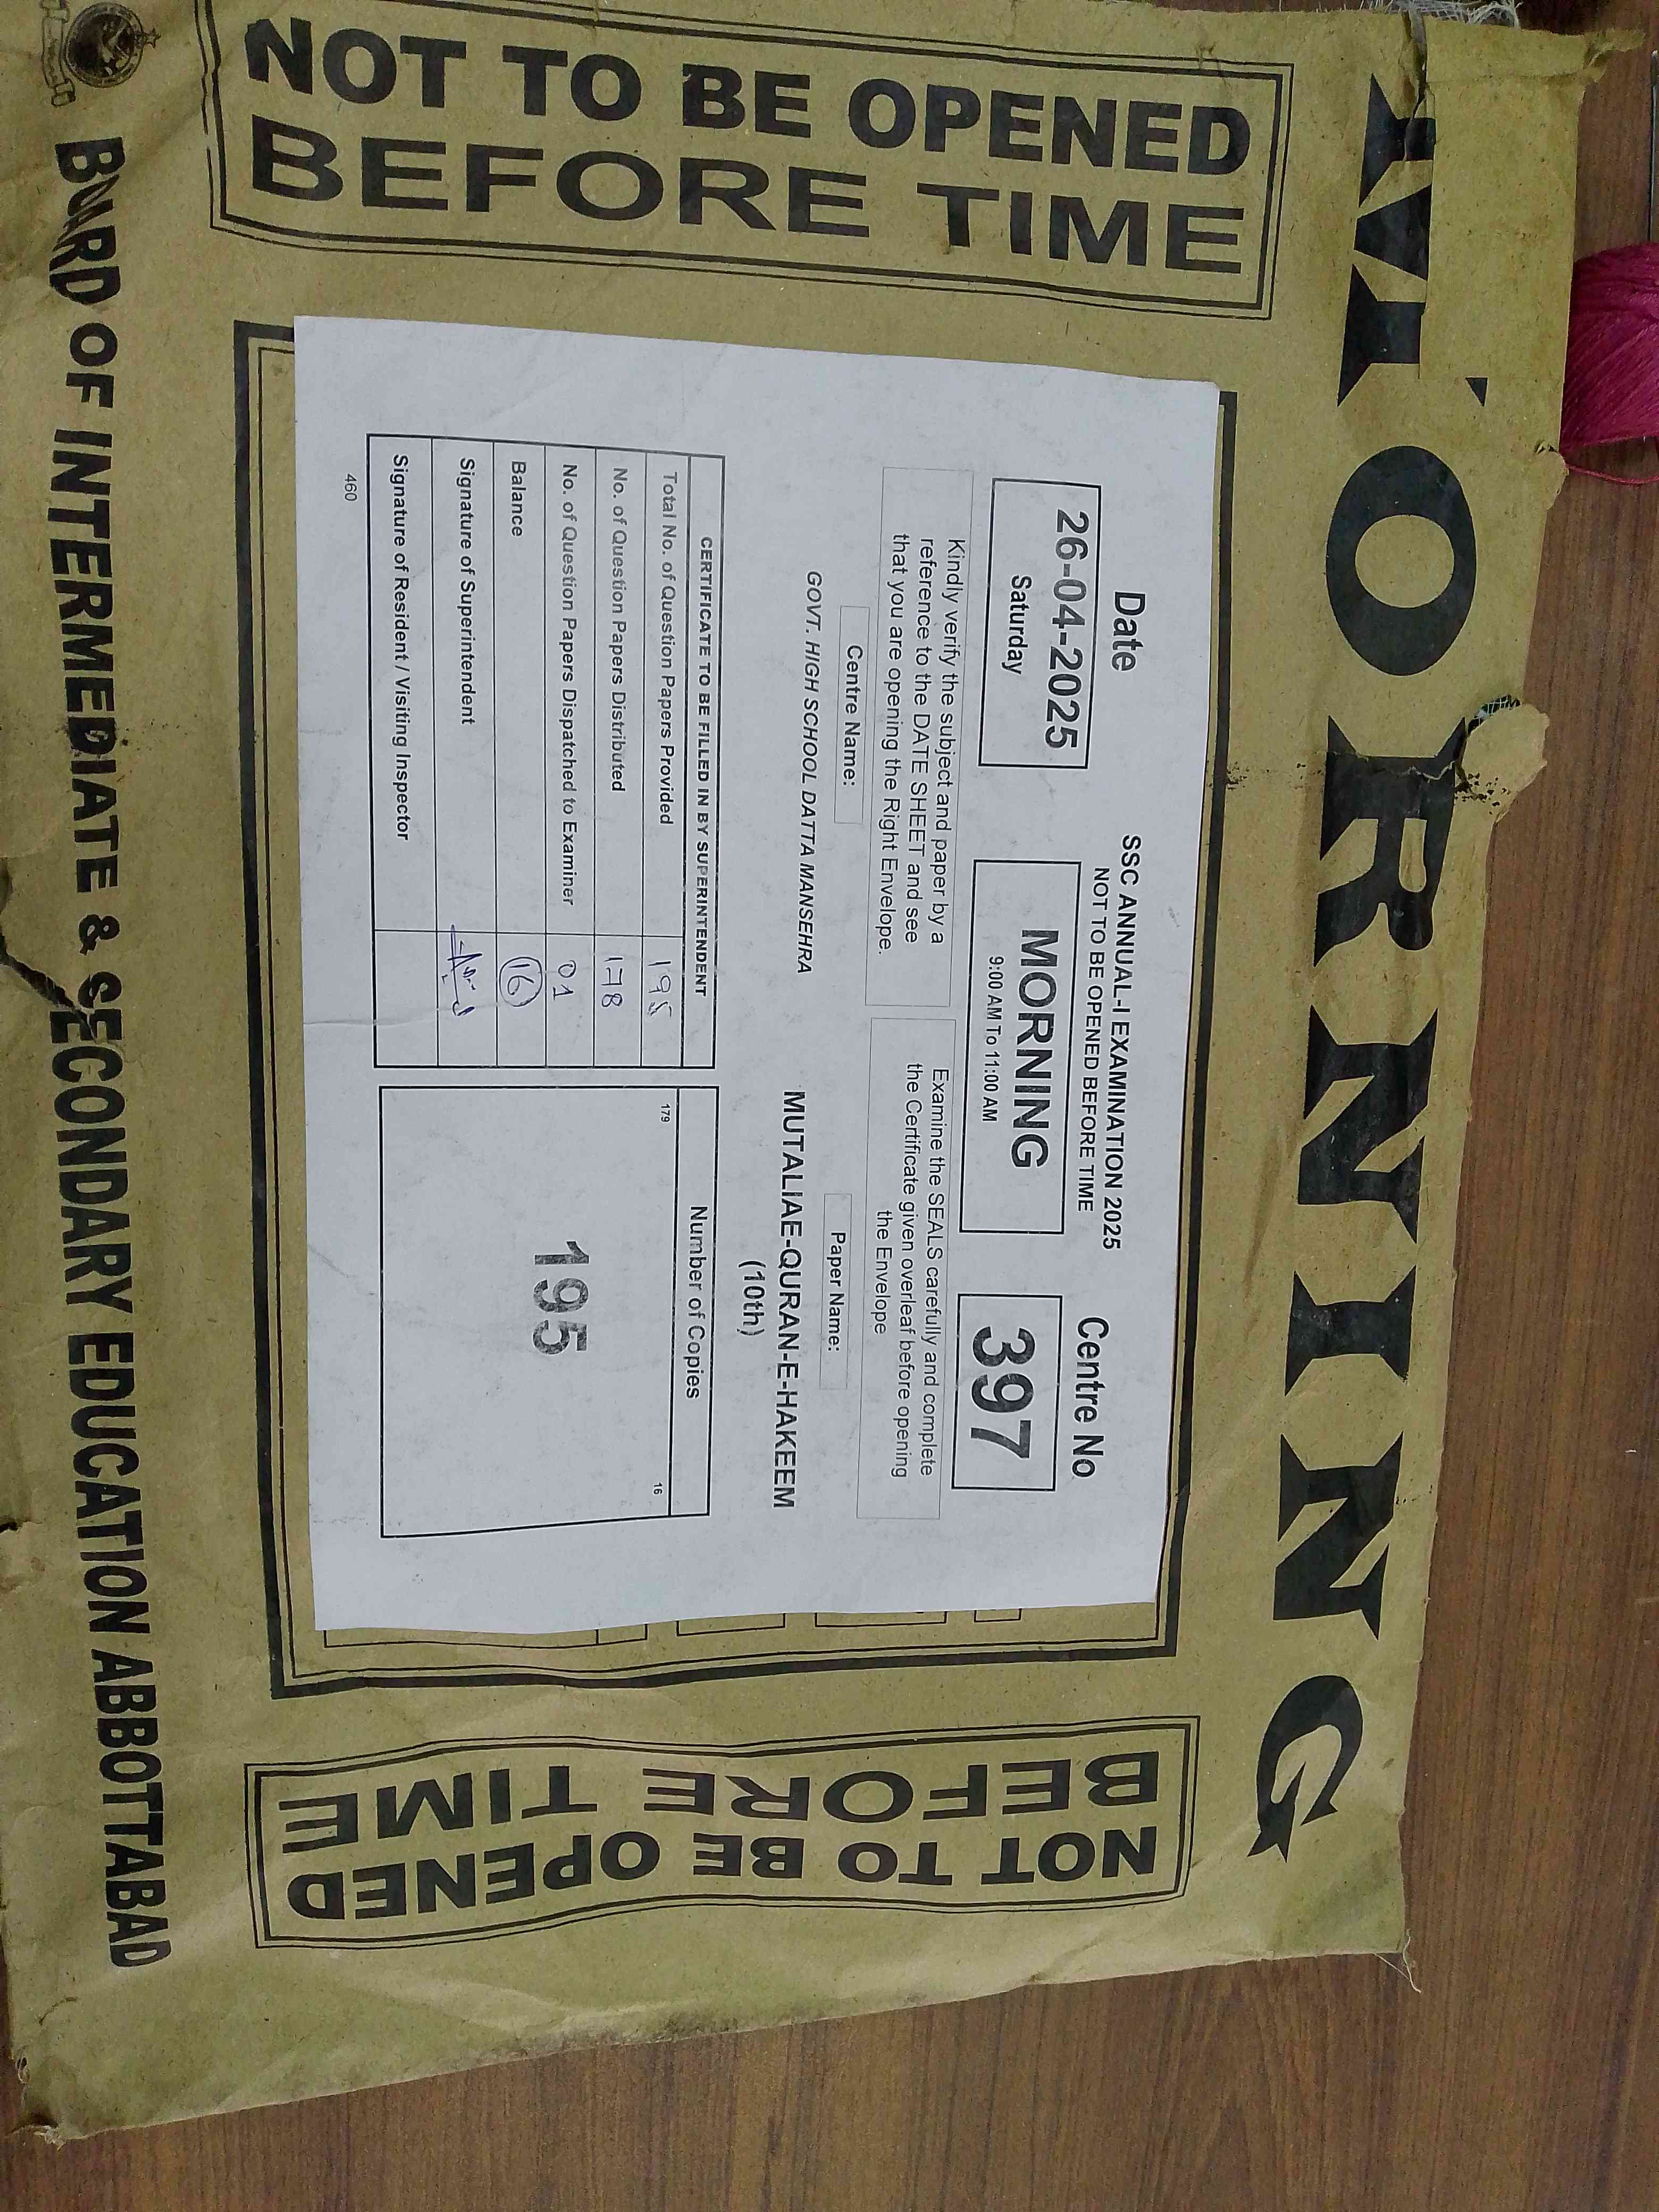 MORNING
NOT TO BE OPENED
BEFORE TIME
Date
26-04-2025
Saturday
SSC ANNUAL-I EXAMINATION 2025
NOT TO BE OPENED BEFORE TIME
MORNING
9:00 AM To 11:00 AM
Centre No
397
Kindly verify the subject and paper by a
reference to the DATE SHEET and see
that you are opening the Right Envelope.
Examine the SEALS carefully and complete
the Certificate given overleaf before opening
the Envelope
Centre Name:
GOVT. HIGH SCHOOL DATTA MANSEHRA
Paper Name:
MUTALIAE-QURAN-E-HAKEEM
(10th)
CERTIFICATE TO BE FILLED IN BY SUPERINTENDENT
Total No. of Question Papers Provided 195
No. of Question Papers Distributed 178
No. of Question Papers Dispatched to Examiner 01
Balance 16
Signature of Superintendent
Signature of Resident / Visiting Inspector
460
Number of Copies
179 16
195
NOT TO BE OPENED
BEFORE TIME
BOARD OF INTERMEDIATE & SECONDARY EDUCATION ABBOTTABAD